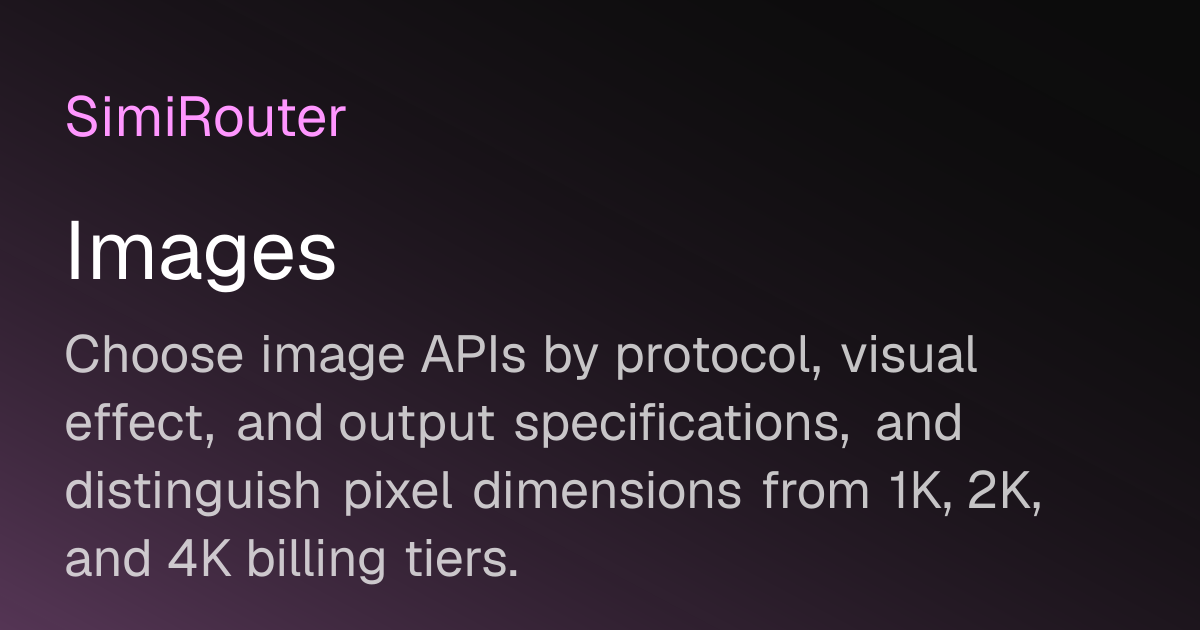 SimiRouter
Images
Choose image APIs by protocol, visual
effect, and output specifications, and
distinguish pixel dimensions from 1K, 2K,
and 4K billing tiers.